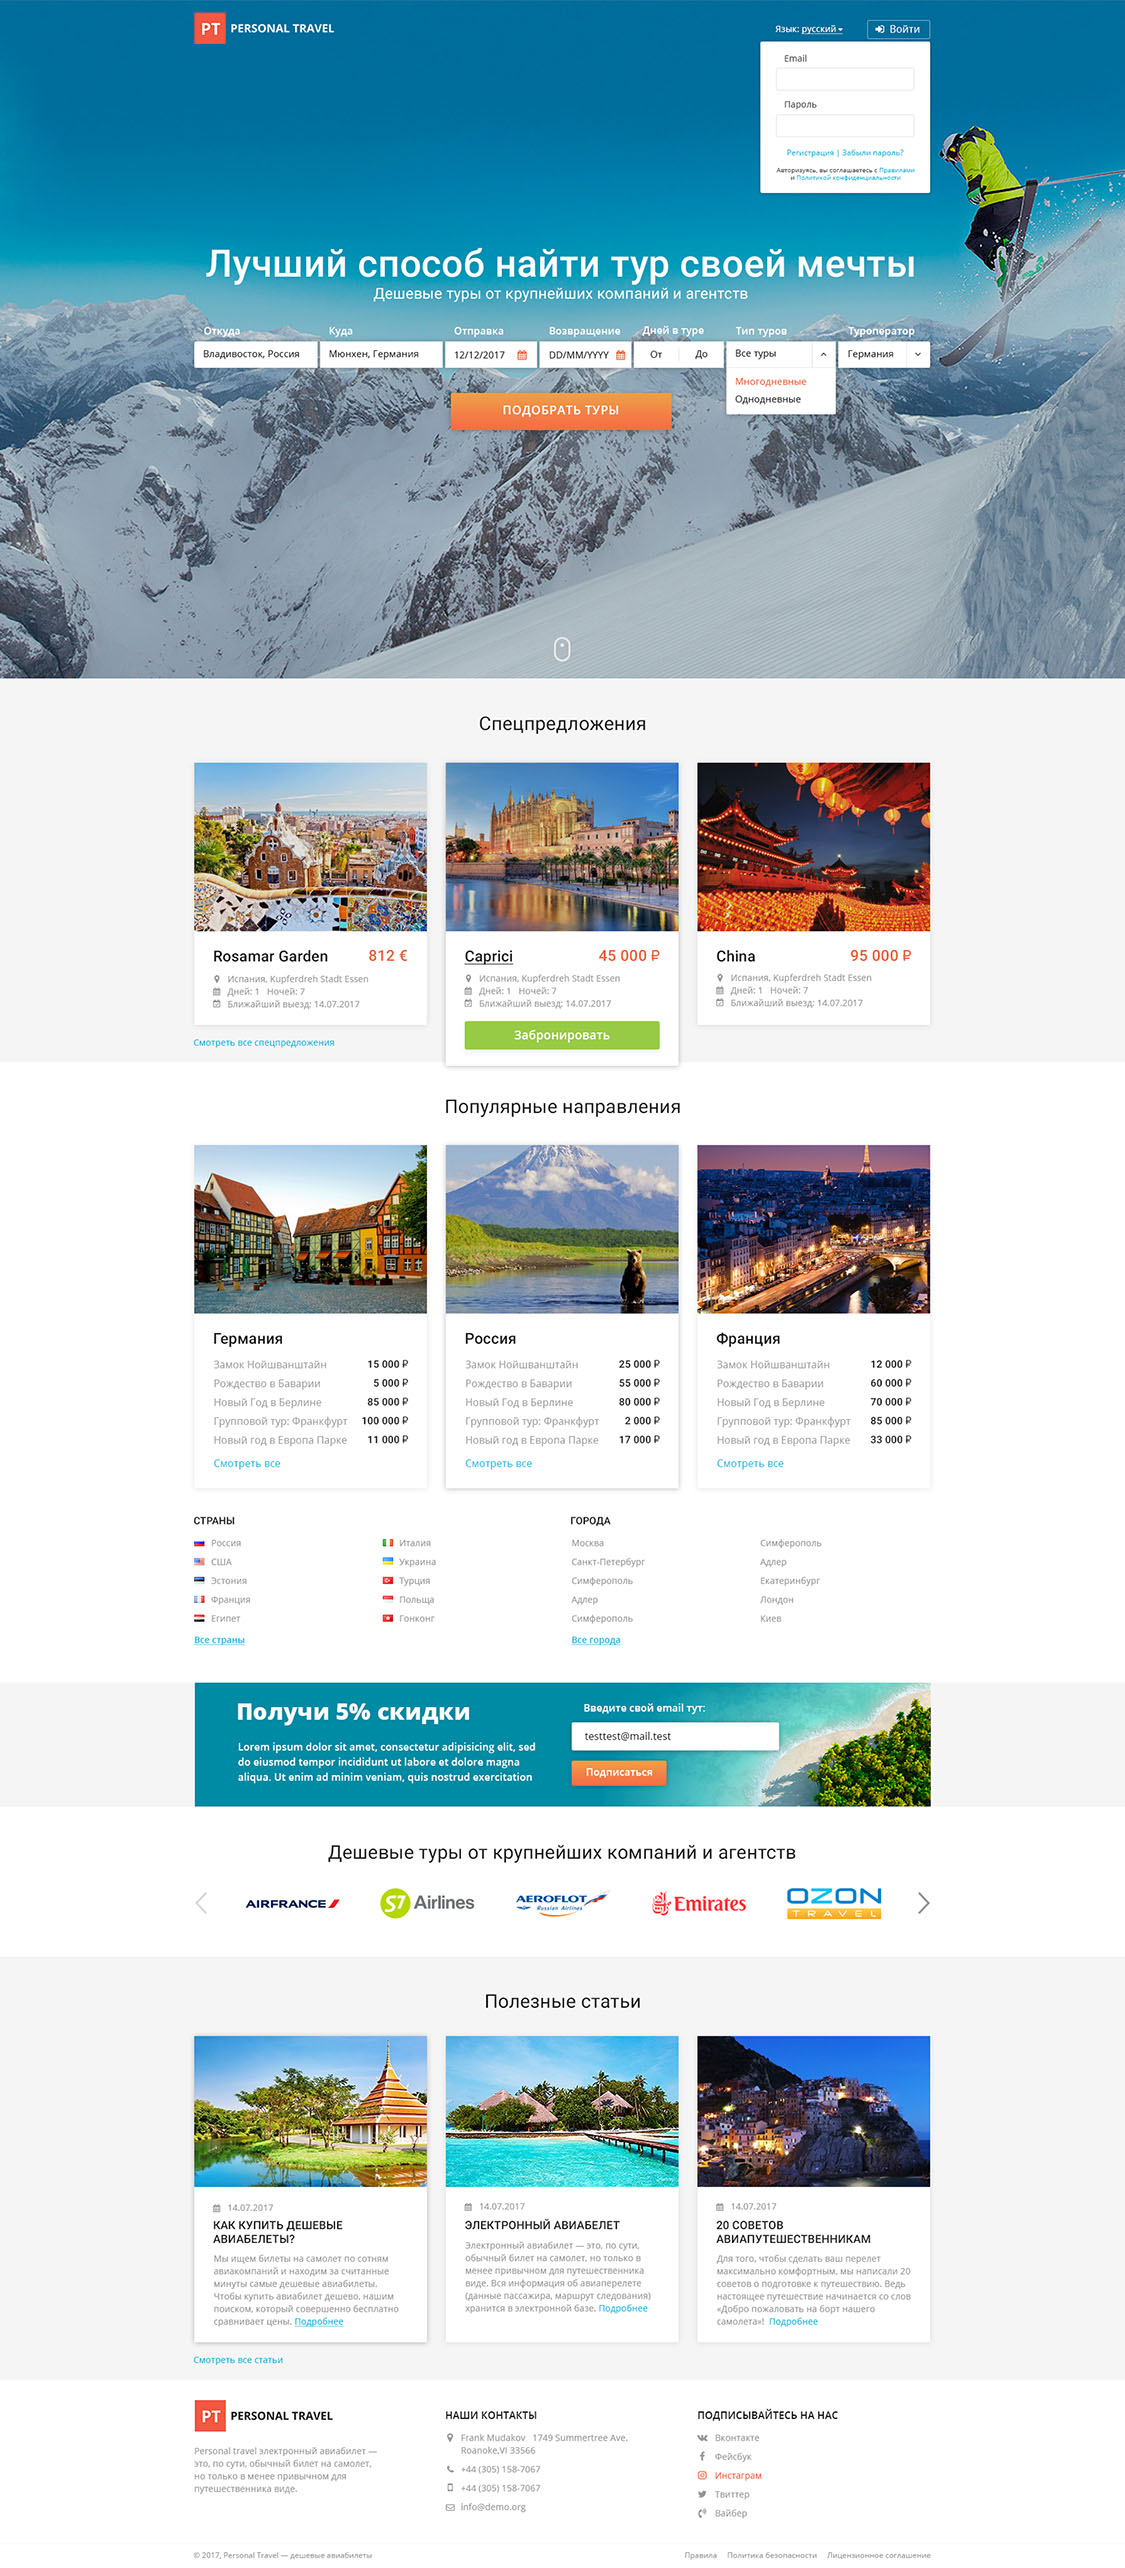 PT PERSONAL TRAVEL
Язык: русский
Войти
Email
Пароль
Регистрация | Забыли пароль?
Авторизуясь, вы соглашаетесь с Правилами
и Политикой конфиденциальности
Лучший способ найти тур своей мечты
Дешевые туры от крупнейших компаний и агентств
Откуда Куда Отправка Возвращение Дней в туре Тип туров Туроператор
Владивосток, Россия Мюнхен, Германия 12/12/2017 DD/MM/YYYY От До Все туры Германия
Многодневные
Однодневные
ПОДОБРАТЬ ТУРЫ
Спецпредложения
Rosamar Garden 812 €
Испания, Kupferdreh Stadt Essen
Дней: 1 Ночей: 7
Ближайший выезд: 14.07.2017
Caprici 45 000 ₽
Испания, Kupferdreh Stadt Essen
Дней: 1 Ночей: 7
Ближайший выезд: 14.07.2017
Забронировать
China 95 000 ₽
Испания, Kupferdreh Stadt Essen
Дней: 1 Ночей: 7
Ближайший выезд: 14.07.2017
Смотреть все спецпредложения
Популярные направления
Германия
Замок Нойшванштайн 15 000 ₽
Рождество в Баварии 5 000 ₽
Новый Год в Берлине 85 000 ₽
Групповой тур: Франкфурт 100 000 ₽
Новый год в Европа Парке 11 000 ₽
Смотреть все
Россия
Замок Нойшванштайн 25 000 ₽
Рождество в Баварии 55 000 ₽
Новый Год в Берлине 80 000 ₽
Групповой тур: Франкфурт 2 000 ₽
Новый год в Европа Парке 17 000 ₽
Смотреть все
Франция
Замок Нойшванштайн 12 000 ₽
Рождество в Баварии 60 000 ₽
Новый Год в Берлине 70 000 ₽
Групповой тур: Франкфурт 85 000 ₽
Новый год в Европа Парке 33 000 ₽
Смотреть все
СТРАНЫ
Россия Италия
США Украина
Эстония Турция
Франция Польща
Египет Гонконг
Все страны
ГОРОДА
Москва Симферополь
Санкт-Петербург Адлер
Симферополь Екатеринбург
Адлер Лондон
Симферополь Киев
Все города
Получи 5% скидки
Lorem ipsum dolor sit amet, consectetur adipisicing elit, sed
do eiusmod tempor incididunt ut labore et dolore magna
aliqua. Ut enim ad minim veniam, quis nostrud exercitation
Введите свой email тут:
testtest@mail.test
Подписаться
Дешевые туры от крупнейших компаний и агентств
AIRFRANCE
S7 Airlines
AEROFLOT
Russian Airlines
Emirates
OZON
TRAVEL
Полезные статьи
14.07.2017
КАК КУПИТЬ ДЕШЕВЫЕ
АВИАБЕЛЕТЫ?
Мы ищем билеты на самолет по сотням
авиакомпаний и находим за считанные
минуты самые дешевые авиабилеты.
Чтобы купить авиабилет дешево, нашим
поиском, который совершенно бесплатно
сравнивает цены. Подробнее
14.07.2017
ЭЛЕКТРОННЫЙ АВИАБЕЛЕТ
Электронный авиабилет — это, по сути,
обычный билет на самолет, но только в
менее привычном для путешественника
виде. Вся информация об авиаперелете
(данные пассажира, маршрут следования)
хранится в электронной базе. Подробнее
14.07.2017
20 СОВЕТОВ
АВИАПУТЕШЕСТВЕННИКАМ
Для того, чтобы сделать ваш перелет
максимально комфортным, мы написали 20
советов о подготовке к путешествию. Ведь
настоящее путешествие начинается со слов
«Добро пожаловать на борт нашего
самолета»! Подробнее
Смотреть все статьи
PT PERSONAL TRAVEL
Personal travel электронный авиабилет —
это, по сути, обычный билет на самолет,
но только в менее привычном для
путешественника виде.
НАШИ КОНТАКТЫ
Frank Mudakov 1749 Summertree Ave.
Roanoke,VI 33566
+44 (305) 158-7067
+44 (305) 158-7067
info@demo.org
ПОДПИСЫВАЙТЕСЬ НА НАС
Вконтакте
Фейсбук
Инстаграм
Твиттер
Вайбер
© 2017, Personal Travel — дешевые авиабилеты
Правила Политика безопасности Лицензионное соглашение